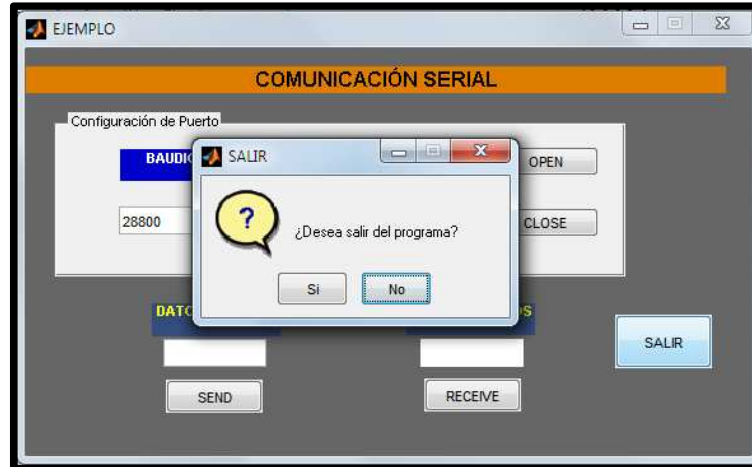 EJEMPLO
COMUNICACIÓN SERIAL
Configuración de Puerto
SALIR
OPEN
28800
¿Desea salir del programa?
CLOSE
Si
No
SALIR
SEND
RECEIVE